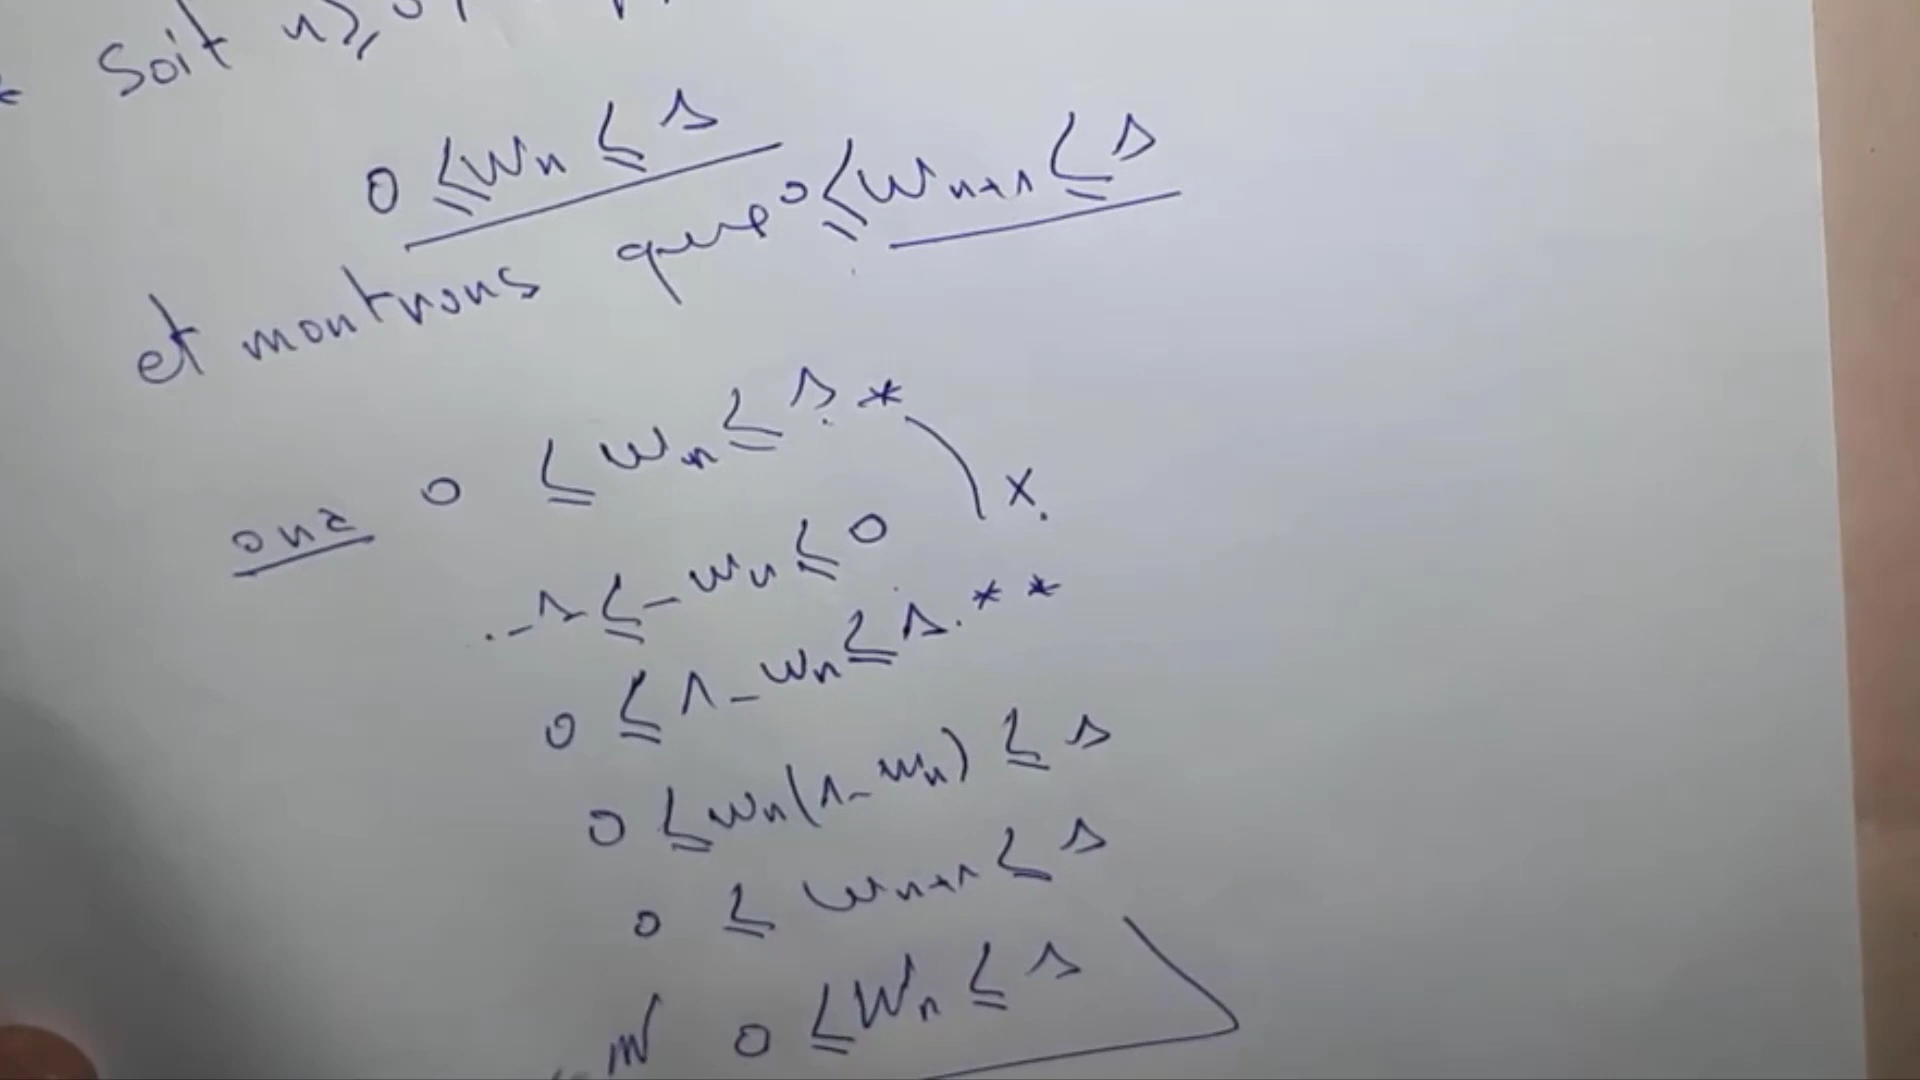 Soit n ≥ 0
0 ≤ wn ≤ 1
et montrons que 0 ≤ wn+1 ≤ 1
on a 0 ≤ wn ≤ 1. *
x.
. -1 ≤ -wn ≤ 0
0 ≤ 1 - wn ≤ 1. * *
0 ≤ wn(1 - wn) ≤ 1
0 ≤ wn+1 ≤ 1
0 ≤ Wn ≤ 1